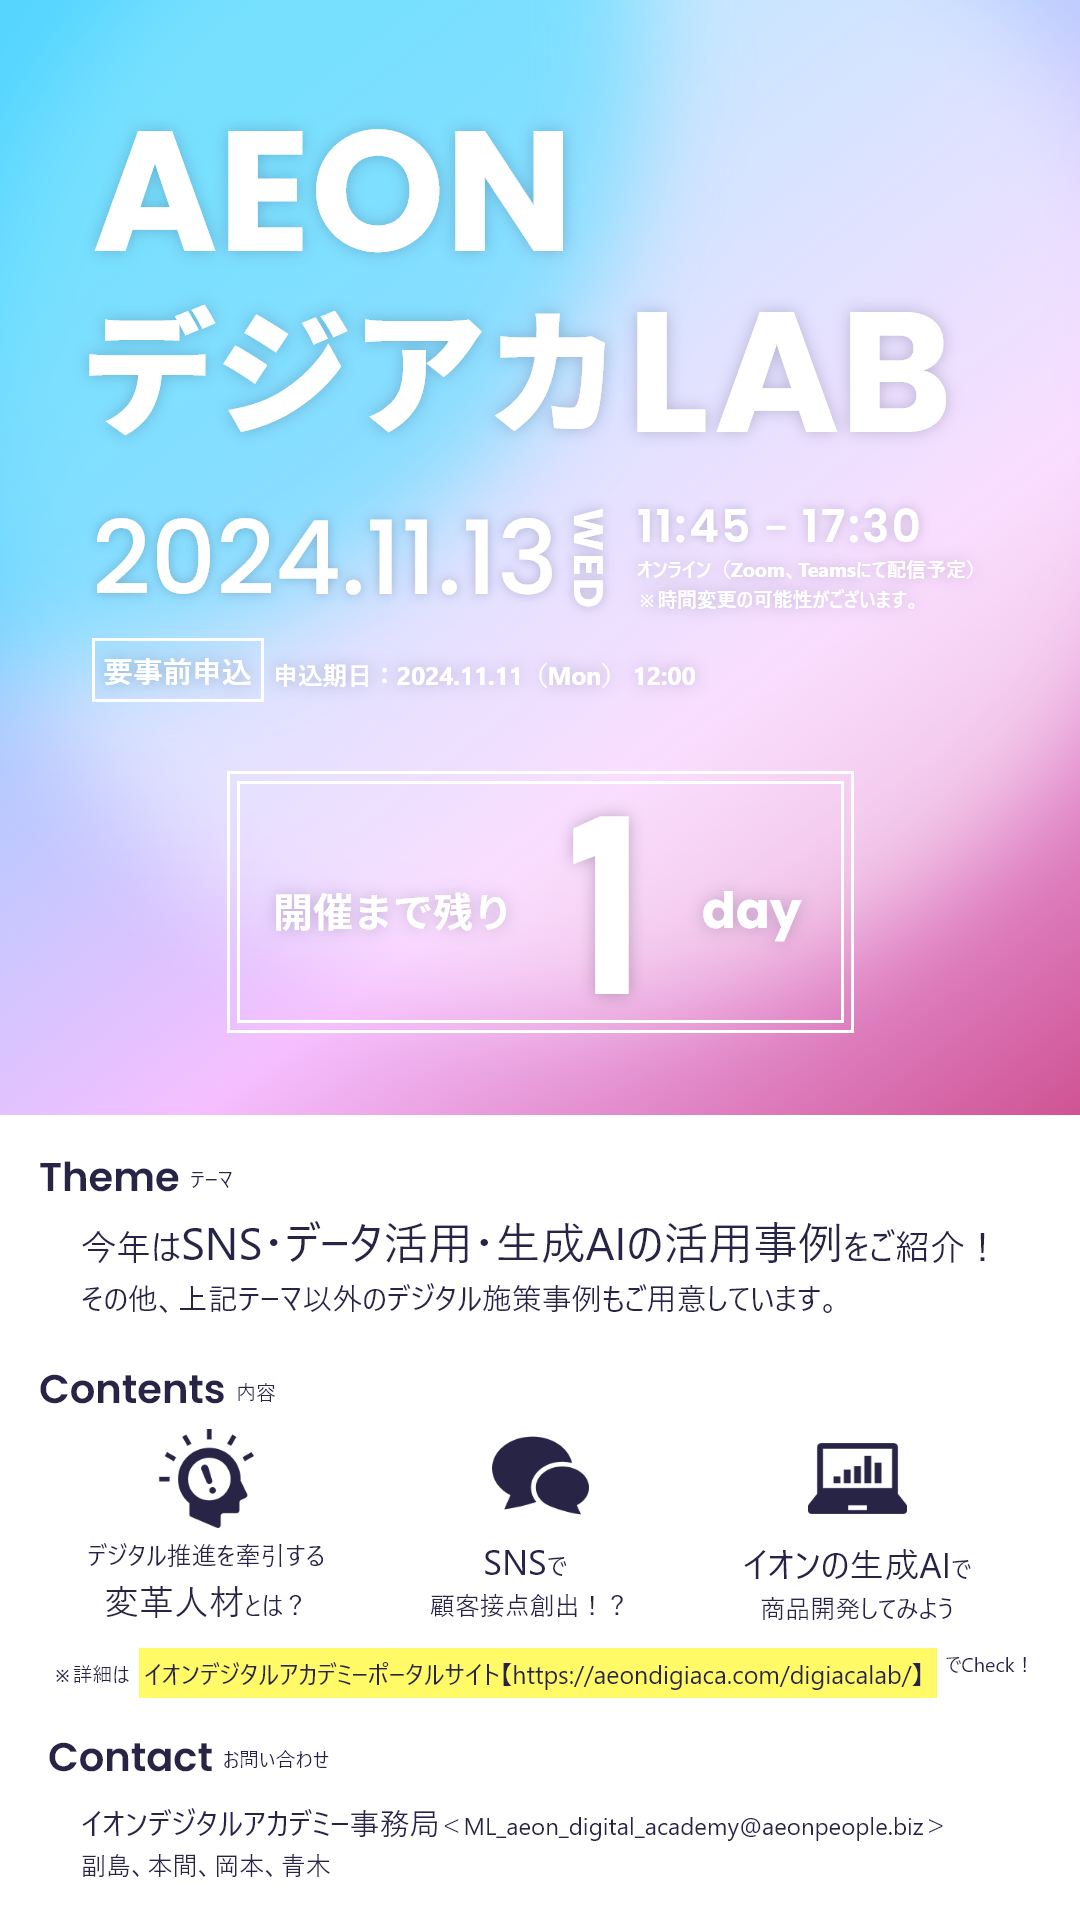 AEON
デジアカLAB
2024.11.13 WED 11:45 – 17:30
オンライン（Zoom、Teamsにて配信予定）
※時間変更の可能性がございます。
要事前申込 申込期日：2024.11.11（Mon） 12:00
開催まで残り 1 day
Theme テーマ
今年はSNS・データ活用・生成AIの活用事例をご紹介！
その他、上記テーマ以外のデジタル施策事例もご用意しています。
Contents 内容
デジタル推進を牽引する
変革人材とは？
SNSで
顧客接点創出！？
イオンの生成AIで
商品開発してみよう
※詳細は イオンデジタルアカデミーポータルサイト【https://aeondigiaca.com/digiacalab/】 でCheck！
Contact お問い合わせ
イオンデジタルアカデミー事務局＜ML_aeon_digital_academy@aeonpeople.biz＞
副島、本間、岡本、青木